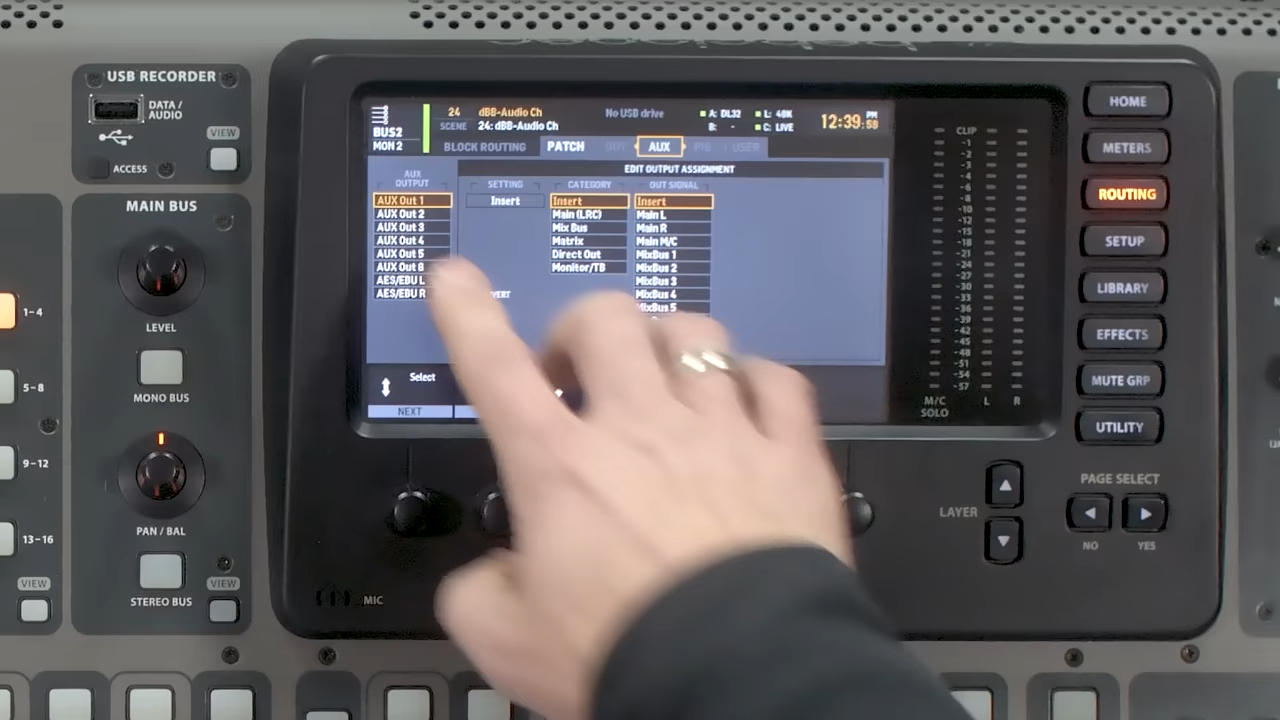 USB RECORDER
DATA /
AUDIO
VIEW
ACCESS
MAIN BUS
LEVEL
MONO BUS
PAN / BAL
STEREO BUS
VIEW
VIEW
1-4
5-8
9-12
13-16
BUS2
MON 2
24 dBB-Audio Ch
SCENE 24: dBB-Audio Ch
No USB drive
A: DL32 L: 48K
B: - C: LIVE
12:39:58 PM
BLOCK ROUTING PATCH OUT AUX P16 USER
EDIT OUTPUT ASSIGNMENT
AUX
OUTPUT
AUX Out 1
AUX Out 2
AUX Out 3
AUX Out 4
AUX Out 5
AUX Out 6
AES/EBU L
AES/EBU R
SETTING
Insert
CATEGORY
Insert
Main (LRC)
Mix Bus
Matrix
Direct Out
Monitor/TB
OUT SIGNAL
Insert
Main L
Main R
Main M/C
MixBus 1
MixBus 2
MixBus 3
MixBus 4
MixBus 5
Select
NEXT
CLIP
-1
-2
-3
-4
-6
-8
-10
-12
-15
-18
-21
-24
-27
-30
-33
-36
-39
-42
-45
-48
-51
-54
-57
M/C
SOLO
L R
HOME
METERS
ROUTING
SETUP
LIBRARY
EFFECTS
MUTE GRP
UTILITY
LAYER
PAGE SELECT
NO YES
MIC